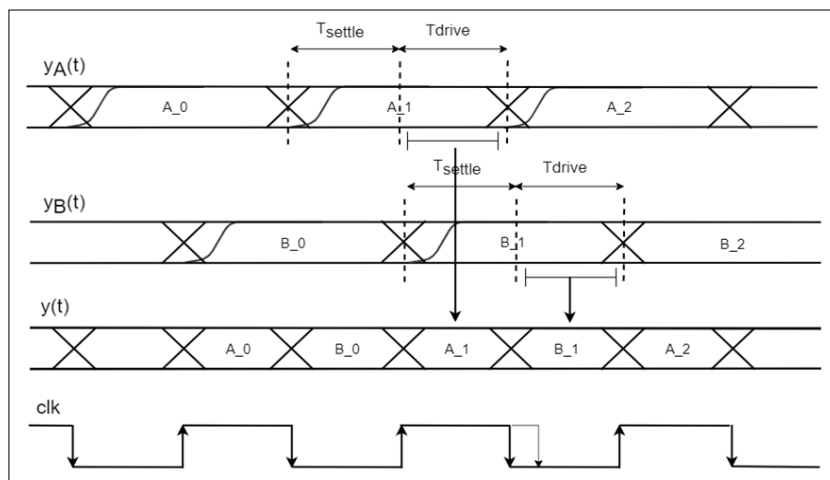 T_settle Tdrive
y_A(t)
A_0 A_1 A_2
T_settle Tdrive
y_B(t)
B_0 B_1 B_2
y(t)
A_0 B_0 A_1 B_1 A_2
clk